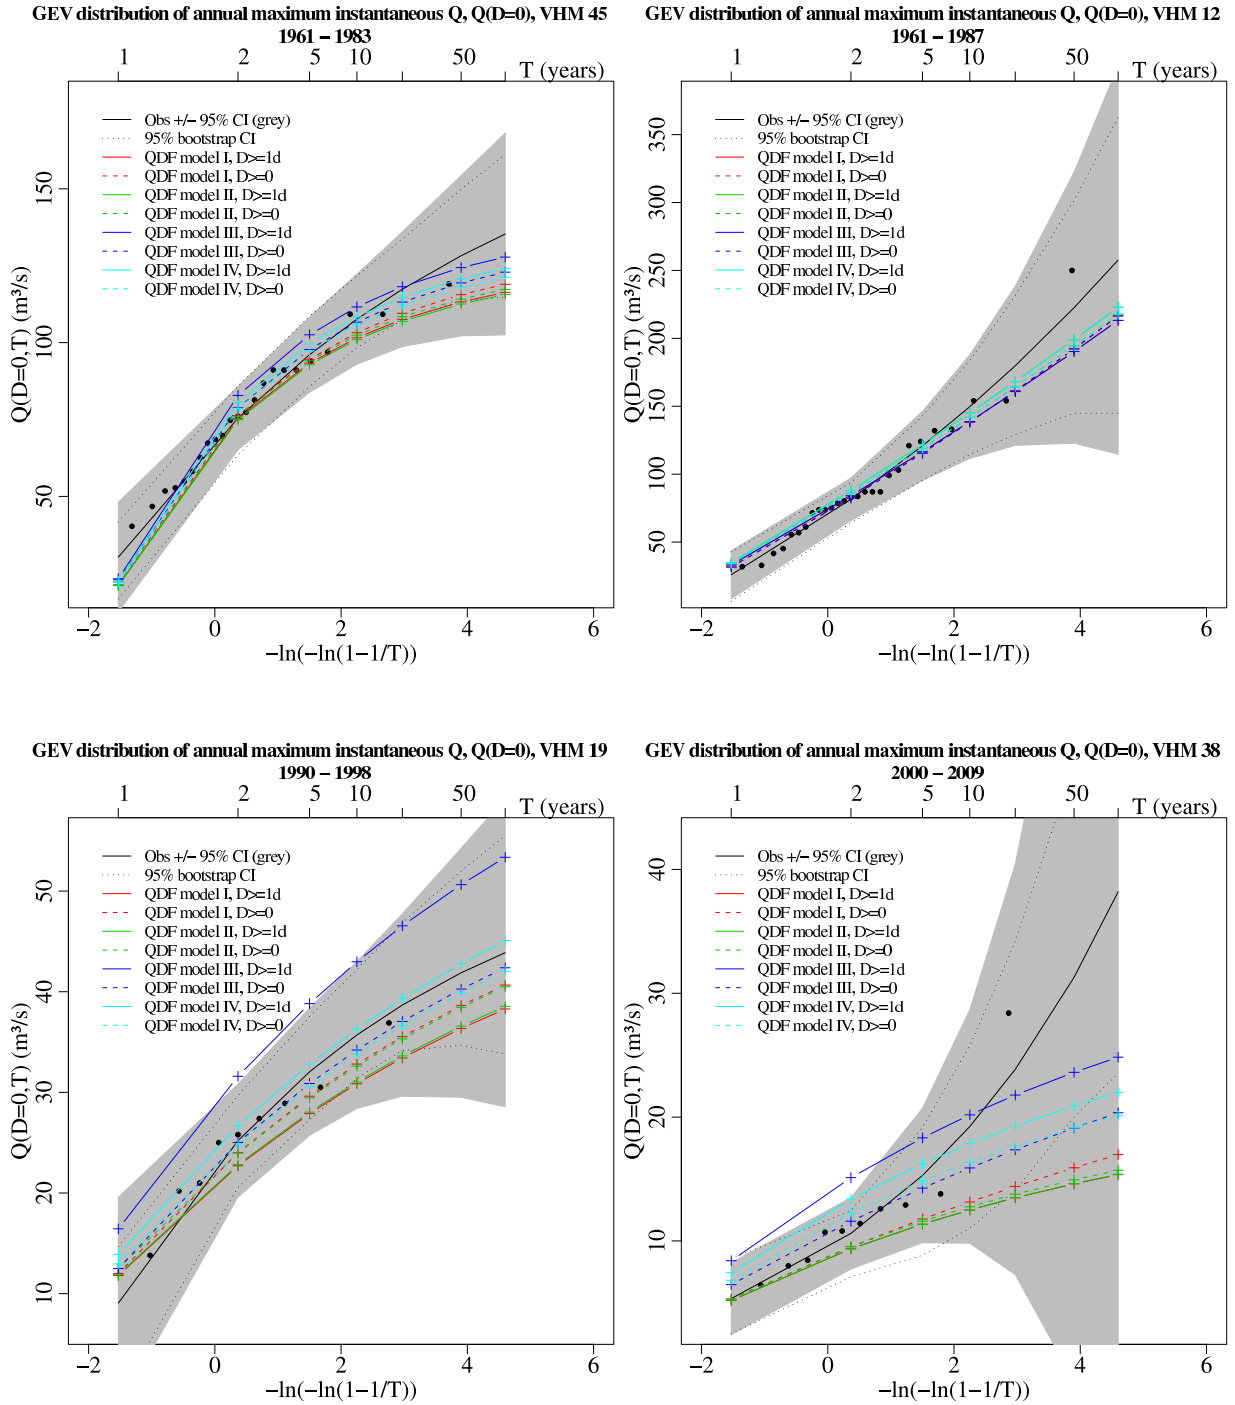 GEV distribution of annual maximum instantaneous Q, Q(D=0), VHM 45
1961 − 1983
1 2 5 10 50 T (years)
Obs +/− 95% CI (grey)
95% bootstrap CI
QDF model I, D>=1d
QDF model I, D>=0
QDF model II, D>=1d
QDF model II, D>=0
QDF model III, D>=1d
QDF model III, D>=0
QDF model IV, D>=1d
QDF model IV, D>=0
Q(D=0,T) (m³/s)
150
100
50
−2 0 2 4 6
−ln(−ln(1−1/T))
GEV distribution of annual maximum instantaneous Q, Q(D=0), VHM 12
1961 − 1987
1 2 5 10 50 T (years)
Obs +/− 95% CI (grey)
95% bootstrap CI
QDF model I, D>=1d
QDF model I, D>=0
QDF model II, D>=1d
QDF model II, D>=0
QDF model III, D>=1d
QDF model III, D>=0
QDF model IV, D>=1d
QDF model IV, D>=0
Q(D=0,T) (m³/s)
350
300
250
200
150
100
50
−2 0 2 4 6
−ln(−ln(1−1/T))
GEV distribution of annual maximum instantaneous Q, Q(D=0), VHM 19
1990 − 1998
1 2 5 10 50 T (years)
Obs +/− 95% CI (grey)
95% bootstrap CI
QDF model I, D>=1d
QDF model I, D>=0
QDF model II, D>=1d
QDF model II, D>=0
QDF model III, D>=1d
QDF model III, D>=0
QDF model IV, D>=1d
QDF model IV, D>=0
Q(D=0,T) (m³/s)
50
40
30
20
10
−2 0 2 4 6
−ln(−ln(1−1/T))
GEV distribution of annual maximum instantaneous Q, Q(D=0), VHM 38
2000 − 2009
1 2 5 10 50 T (years)
Obs +/− 95% CI (grey)
95% bootstrap CI
QDF model I, D>=1d
QDF model I, D>=0
QDF model II, D>=1d
QDF model II, D>=0
QDF model III, D>=1d
QDF model III, D>=0
QDF model IV, D>=1d
QDF model IV, D>=0
Q(D=0,T) (m³/s)
40
30
20
10
−2 0 2 4 6
−ln(−ln(1−1/T))